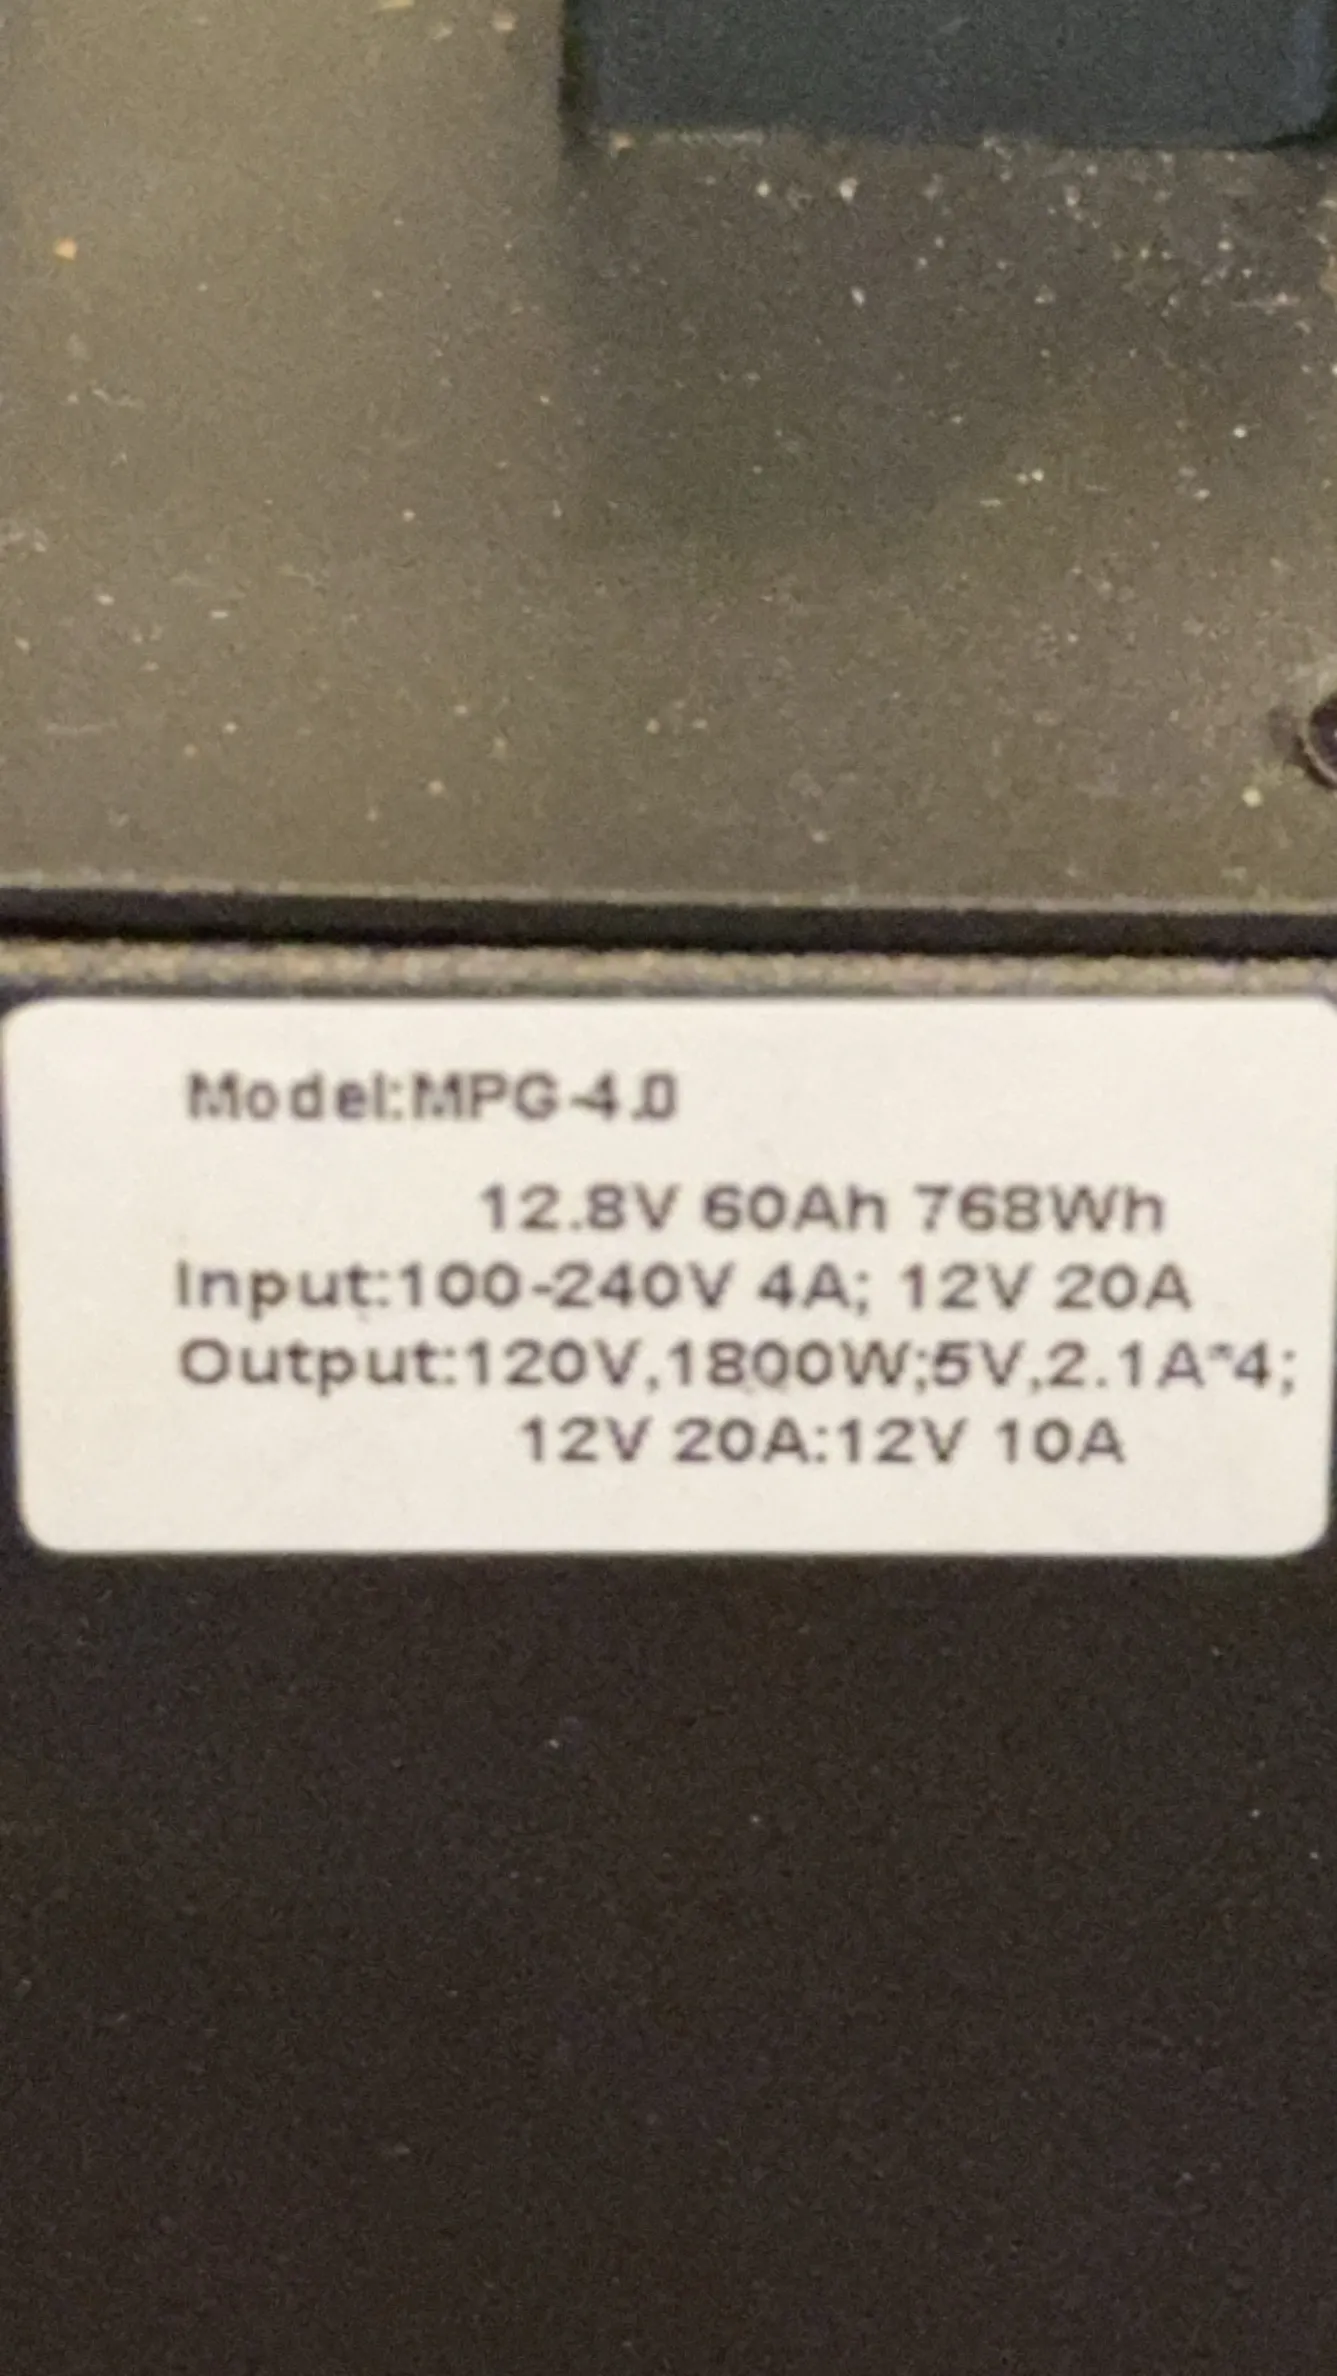 Model:MPG-4.0
12.8V 60Ah 768Wh
Input:100-240V 4A; 12V 20A
Output:120V,1800W;5V,2.1A*4;
12V 20A:12V 10A